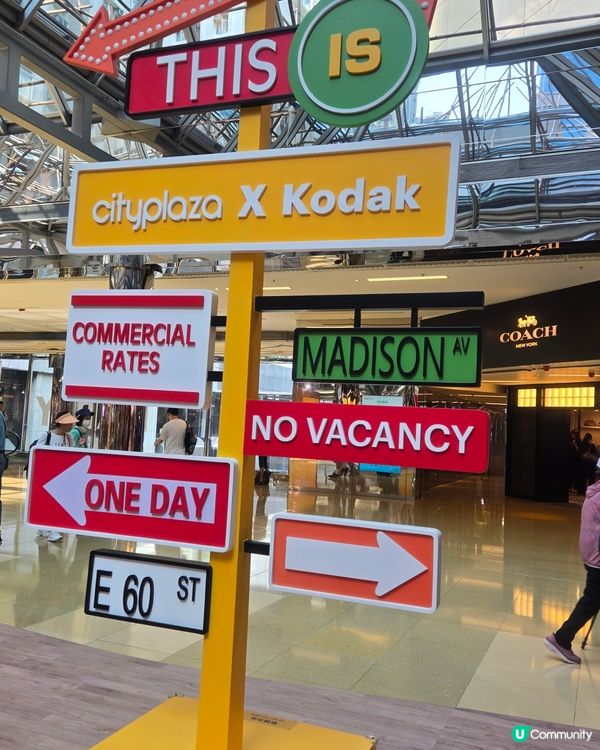 THIS IS
cityplaza X Kodak
COMMERCIAL
RATES
MADISON AV
COACH
NEW YORK
NO VACANCY
ONE DAY
E 60 ST
U Community